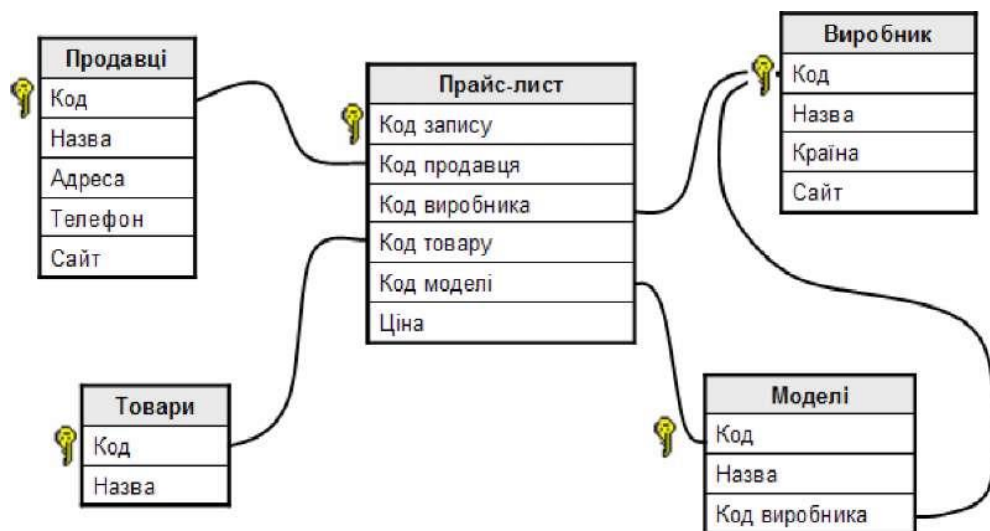 Продавці
Код
Назва
Адреса
Телефон
Сайт
Прайс-лист
Код запису
Код продавця
Код виробника
Код товару
Код моделі
Ціна
Виробник
Код
Назва
Країна
Сайт
Товари
Код
Назва
Моделі
Код
Назва
Код виробника